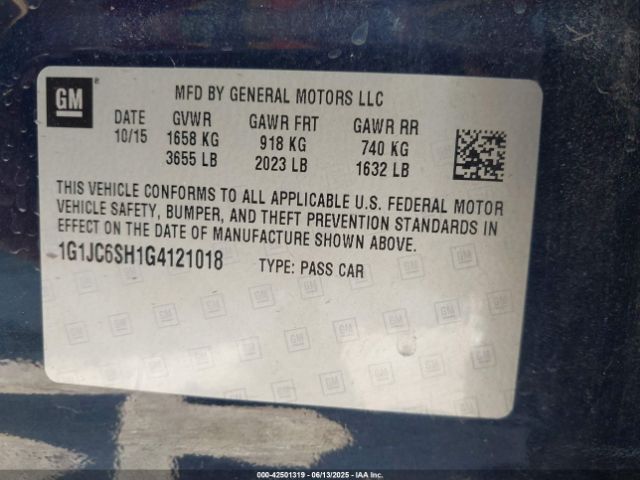 GM
MFD BY GENERAL MOTORS LLC
DATE GVWR GAWR FRT GAWR RR
10/15 1658 KG 918 KG 740 KG
3655 LB 2023 LB 1632 LB
THIS VEHICLE CONFORMS TO ALL APPLICABLE U.S. FEDERAL MOTOR
VEHICLE SAFETY, BUMPER, AND THEFT PREVENTION STANDARDS IN
EFFECT ON THE DATE OF MANUFACTURE SHOWN ABOVE.
1G1JC6SH1G4121018 TYPE: PASS CAR
000-42501319 - 06/13/2025 - IAAI.COM